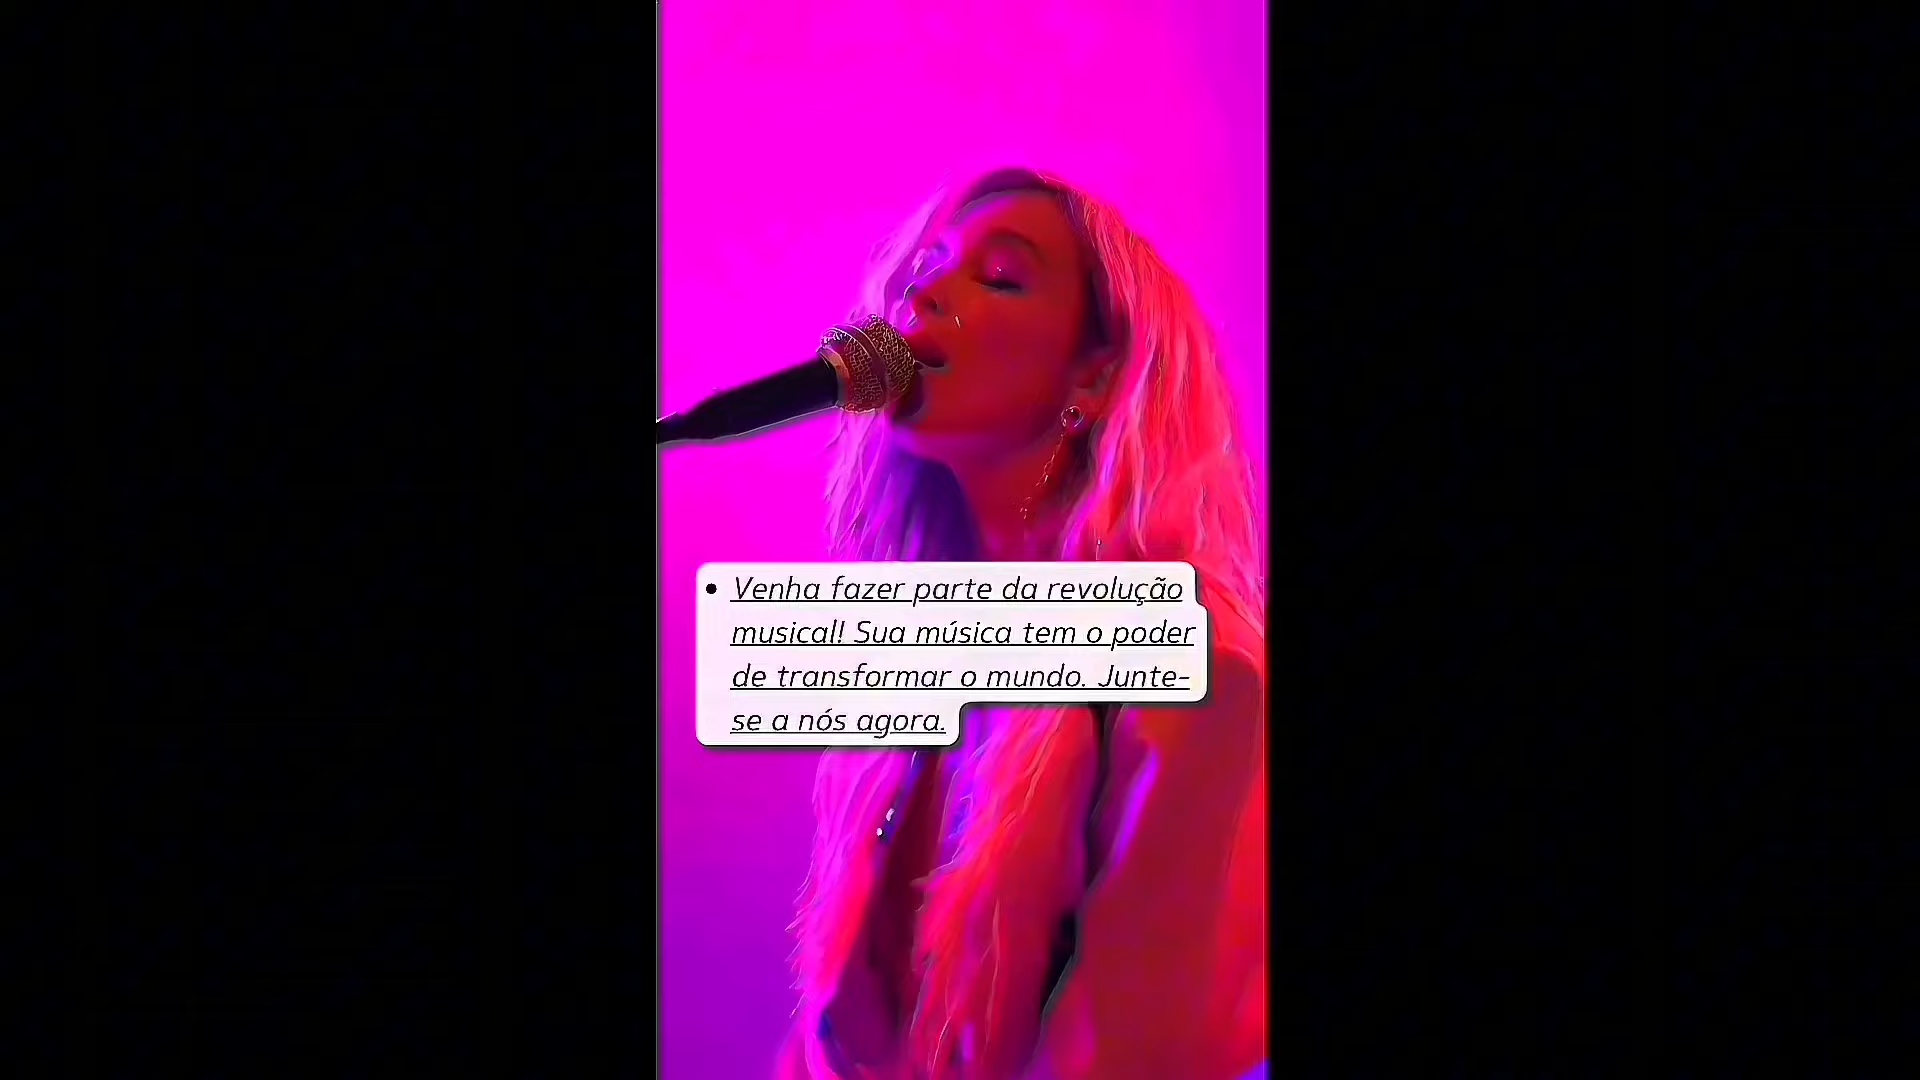 • Venha fazer parte da revolução
musical! Sua música tem o poder
de transformar o mundo. Junte-
se a nós agora.